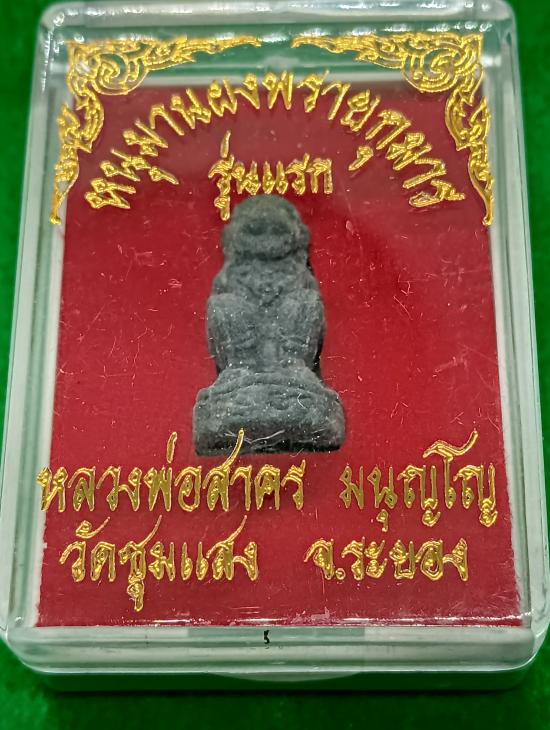 หนุมานผงพรายกุมาร
รุ่นแรก
หลวงพ่อสาคร มนุญฺโญ
วัดชุมแสง จ.ระยอง